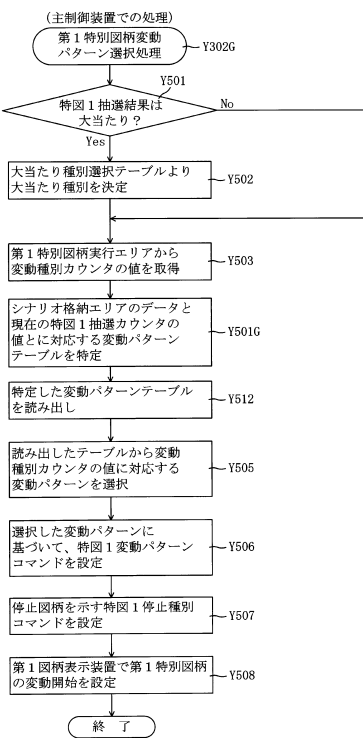 (主制御装置での処理)
第1特別図柄変動
パターン選択処理
Y302G
Y501
特図1抽選結果は
大当たり?
No
Yes
大当たり種別選択テーブルより
大当たり種別を決定
Y502
第1特別図柄実行エリアから
変動種別カウンタの値を取得
Y503
シナリオ格納エリアのデータと
現在の特図1抽選カウンタの
値とに対応する変動パターン
テーブルを特定
Y501G
特定した変動パターンテーブル
を読み出し
Y512
読み出したテーブルから変動
種別カウンタの値に対応する
変動パターンを選択
Y505
選択した変動パターンに
基づいて、特図1変動パターン
コマンドを設定
Y506
停止図柄を示す特図1停止種別
コマンドを設定
Y507
第1図柄表示装置で第1特別図柄
の変動開始を設定
Y508
終 了